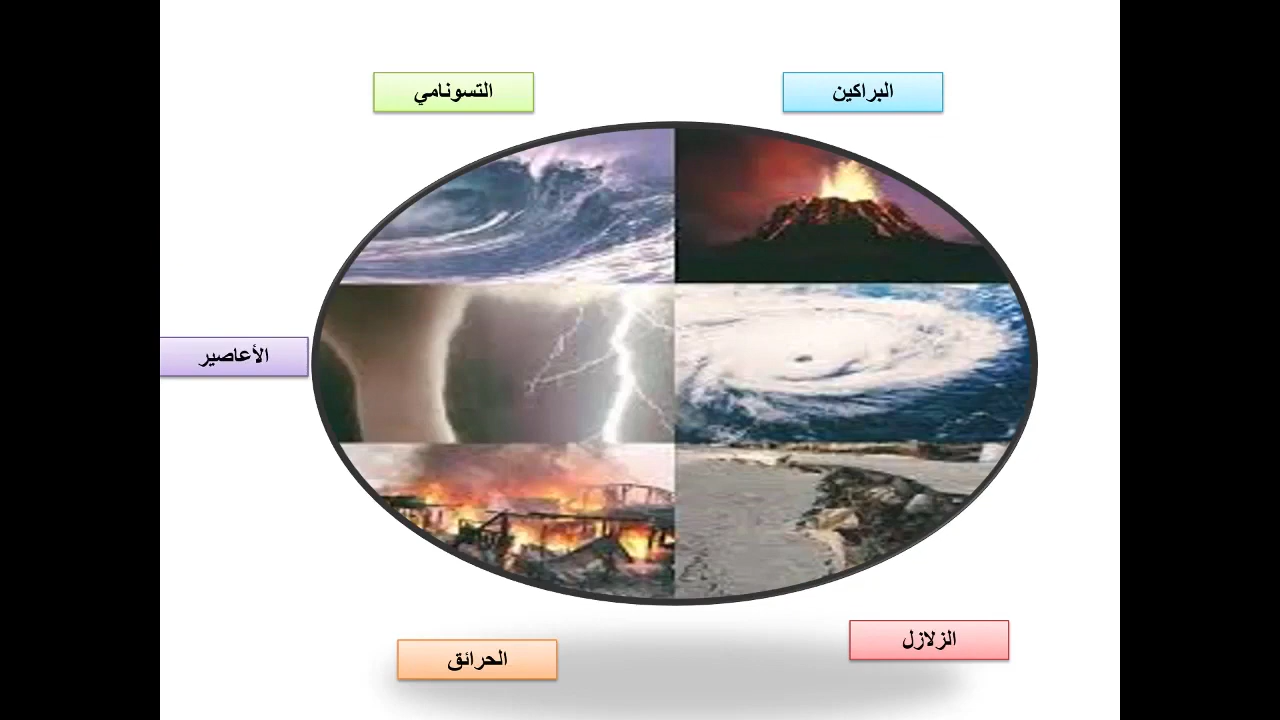 البراكين
التسونامي
الأعاصير
الزلازل
الحرائق